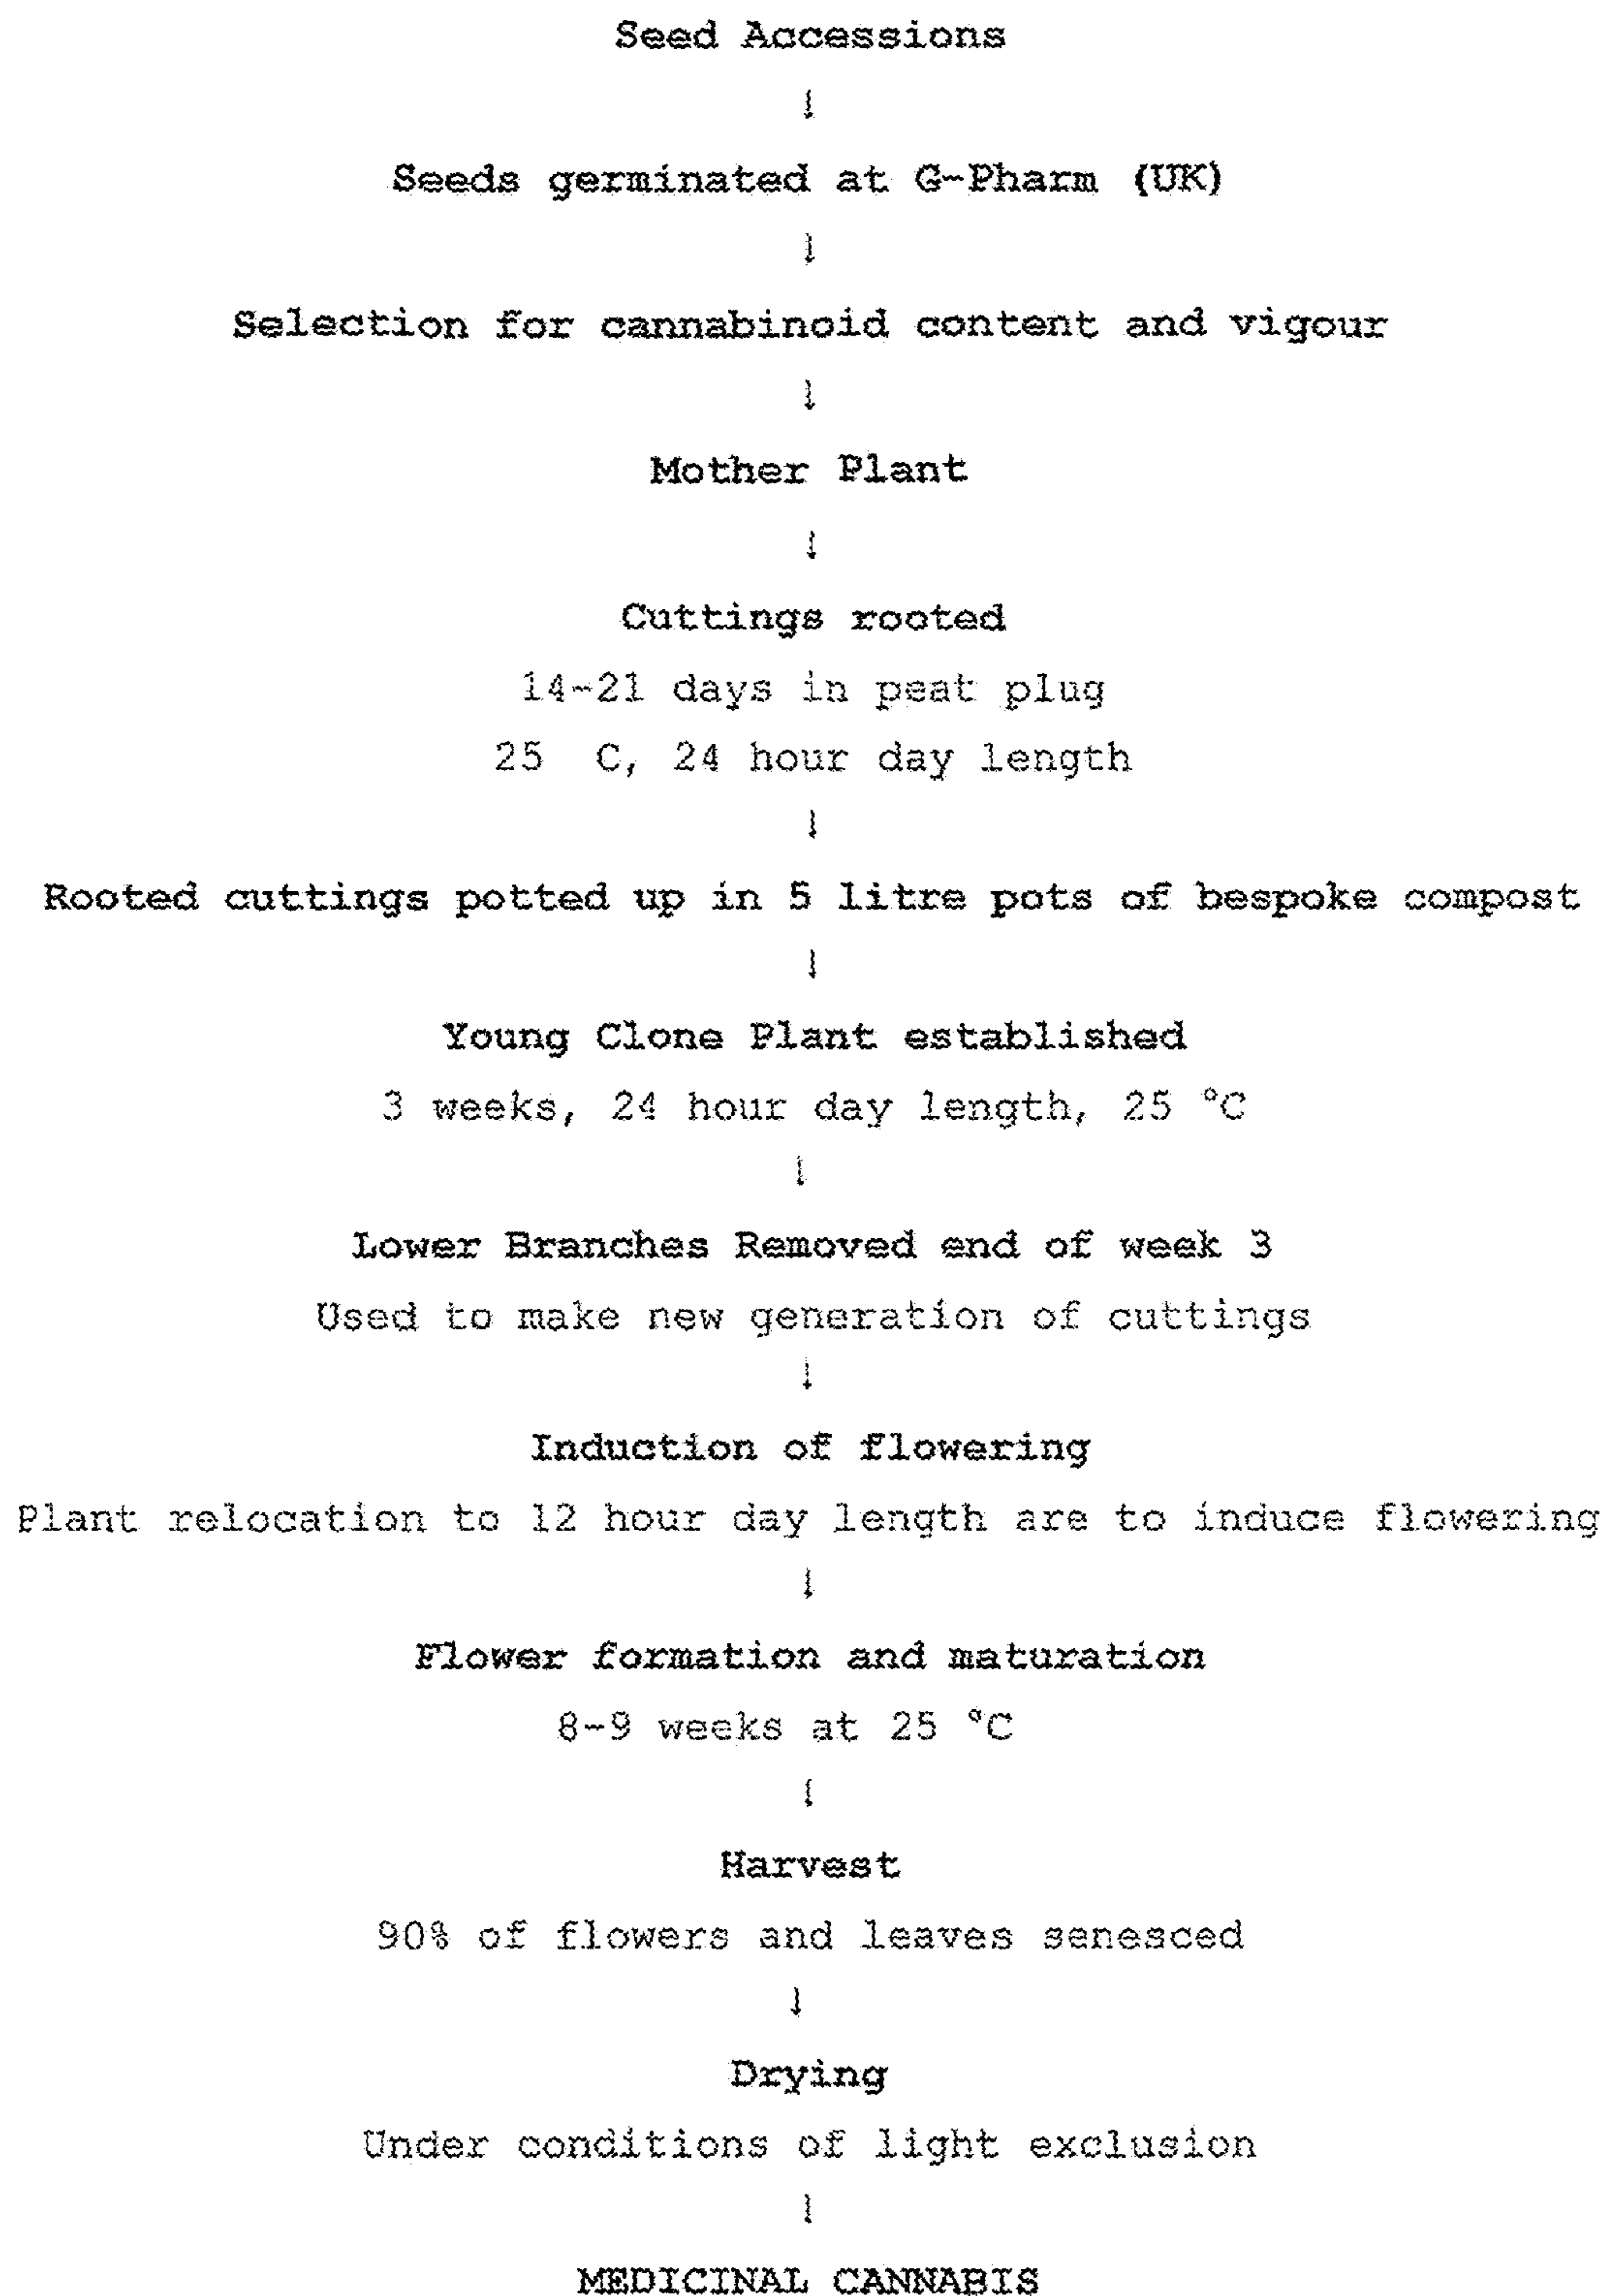 Seed Accessions
↓
Seeds germinated at G-Pharm (UK)
↓
Selection for cannabinoid content and vigour
↓
Mother Plant
↓
Cuttings rooted
14-21 days in peat plug
25  C, 24 hour day length
↓
Rooted cuttings potted up in 5 litre pots of bespoke compost
↓
Young Clone Plant established
3 weeks, 24 hour day length, 25 °C
↓
Lower Branches Removed end of week 3
Used to make new generation of cuttings
↓
Induction of flowering
Plant relocation to 12 hour day length are to induce flowering
↓
Flower formation and maturation
8-9 weeks at 25 °C
↓
Harvest
90% of flowers and leaves senesced
↓
Drying
Under conditions of light exclusion
↓
MEDICINAL CANNABIS